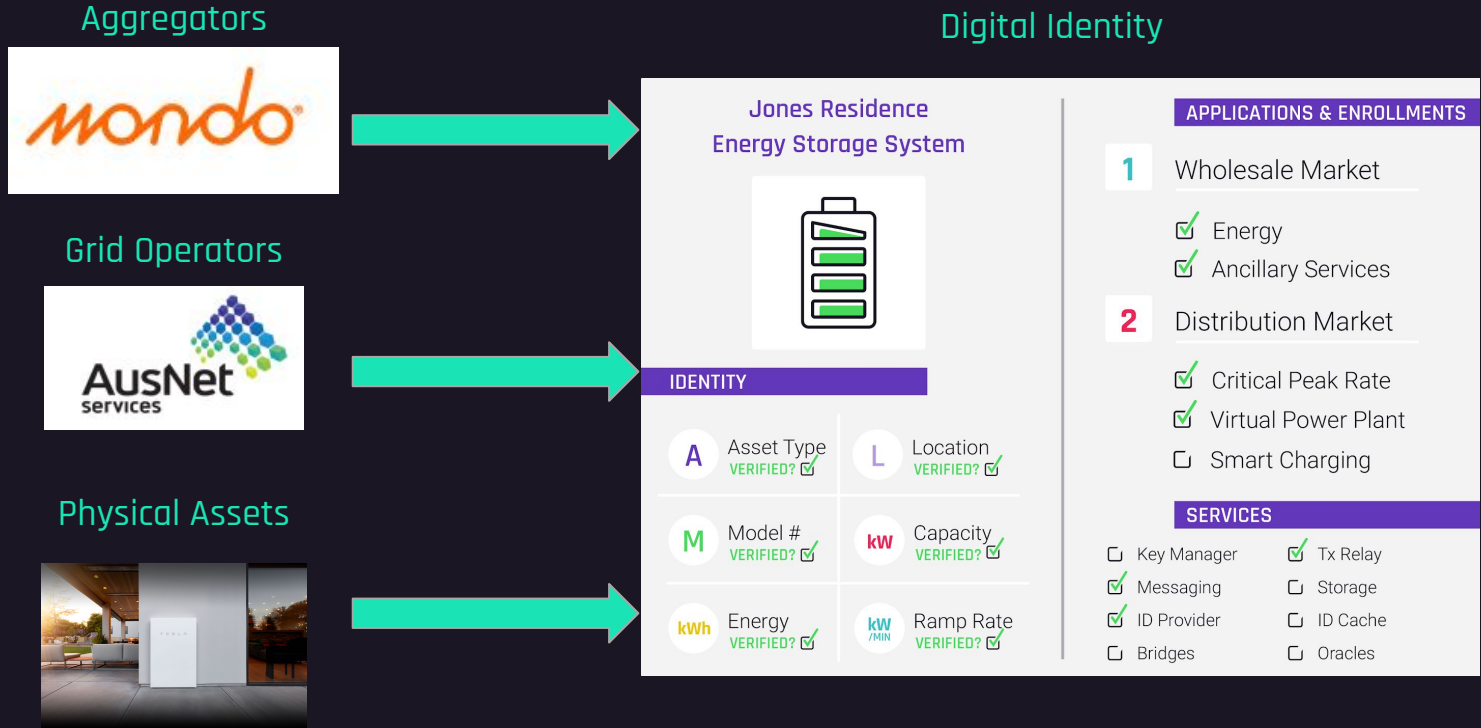 Aggregators
mondo®
Grid Operators
AusNet
services
Physical Assets
TESLA
Digital Identity
Jones Residence
Energy Storage System
IDENTITY
A Asset Type
VERIFIED?
L Location
VERIFIED?
M Model #
VERIFIED?
kW Capacity
VERIFIED?
kWh Energy
VERIFIED?
kW
/MIN
Ramp Rate
VERIFIED?
APPLICATIONS & ENROLLMENTS
1 Wholesale Market
Energy
Ancillary Services
2 Distribution Market
Critical Peak Rate
Virtual Power Plant
Smart Charging
SERVICES
Key Manager
Tx Relay
Messaging
Storage
ID Provider
ID Cache
Bridges
Oracles